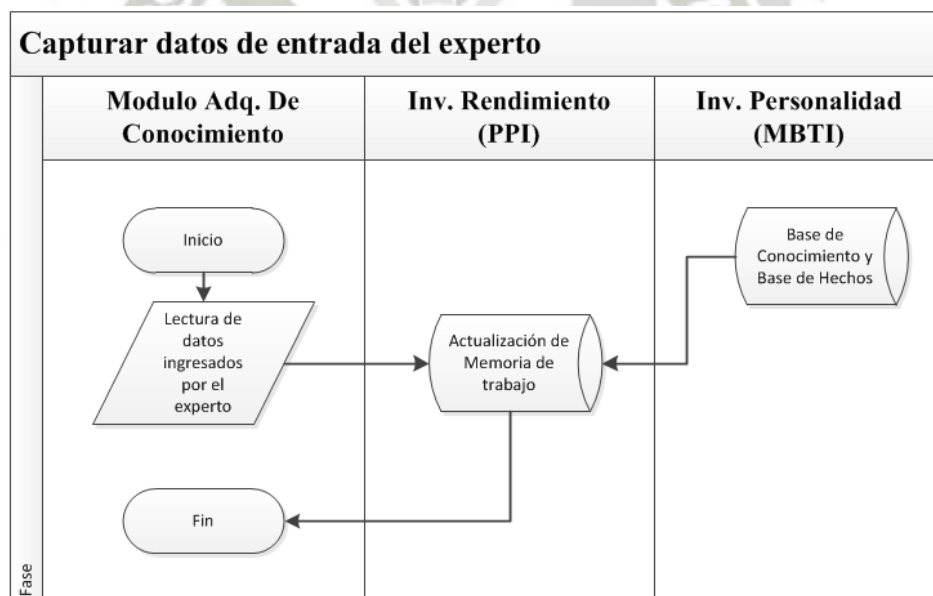 Capturar datos de entrada del experto
Modulo Adq. De
Conocimiento
Inv. Rendimiento
(PPI)
Inv. Personalidad
(MBTI)
Inicio
Base de
Conocimiento y
Base de Hechos
Lectura de
datos
ingresados
por el
experto
Actualización de
Memoria de
trabajo
Fin
Fase